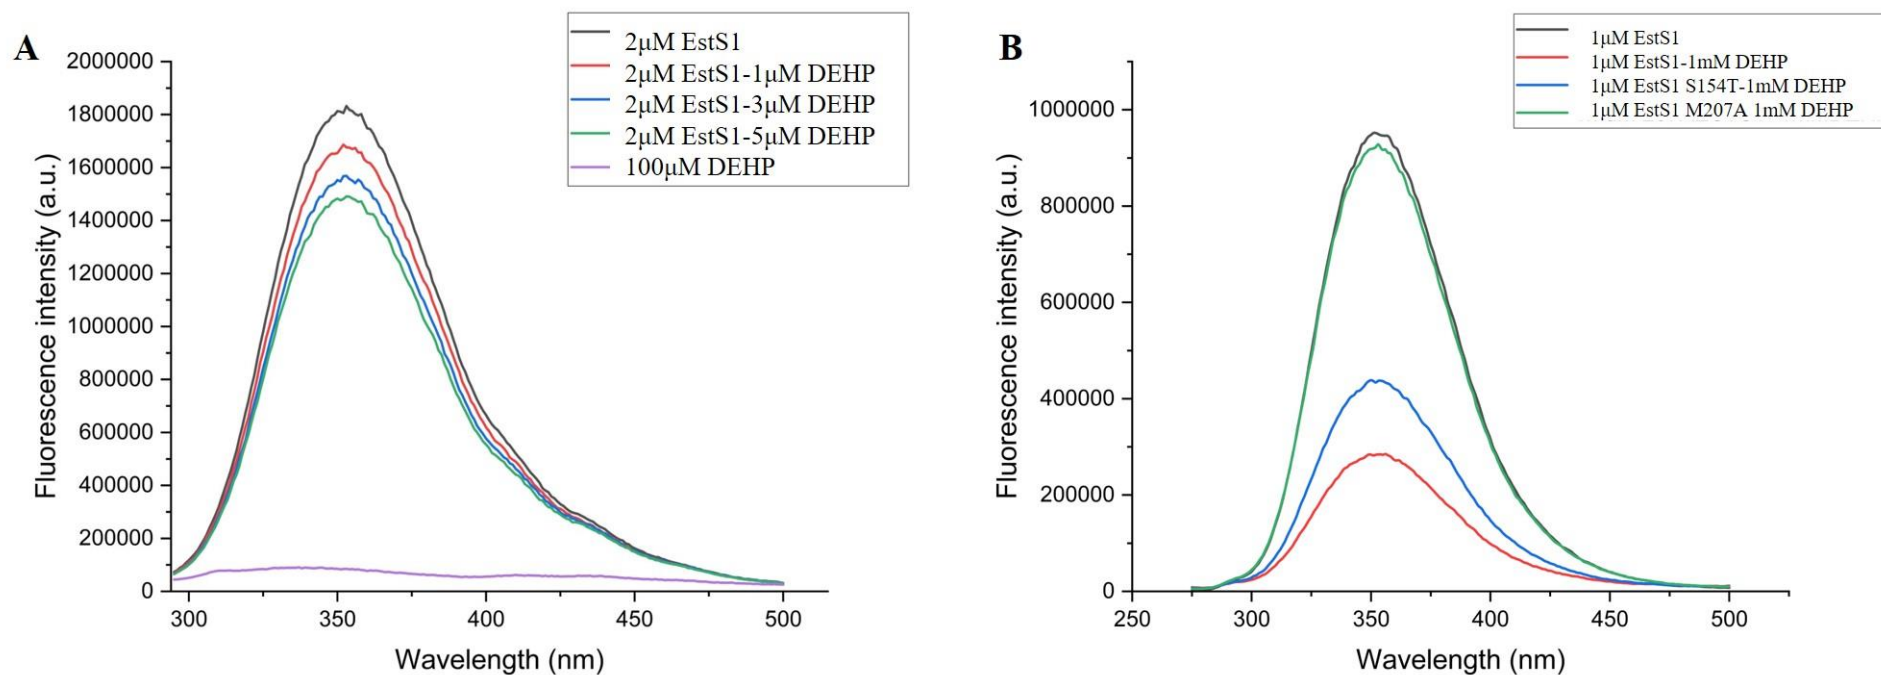 A
2μM EstS1
2μM EstS1-1μM DEHP
2μM EstS1-3μM DEHP
2μM EstS1-5μM DEHP
100μM DEHP
Fluorescence intensity (a.u.)
2000000
1800000
1600000
1400000
1200000
1000000
800000
600000
400000
200000
0
300 350 400 450 500
Wavelength (nm)
B
1μM EstS1
1μM EstS1-1mM DEHP
1μM EstS1 S154T-1mM DEHP
1μM EstS1 M207A 1mM DEHP
Fluorescence intensity (a.u.)
1000000
800000
600000
400000
200000
0
250 300 350 400 450 500
Wavelength (nm)